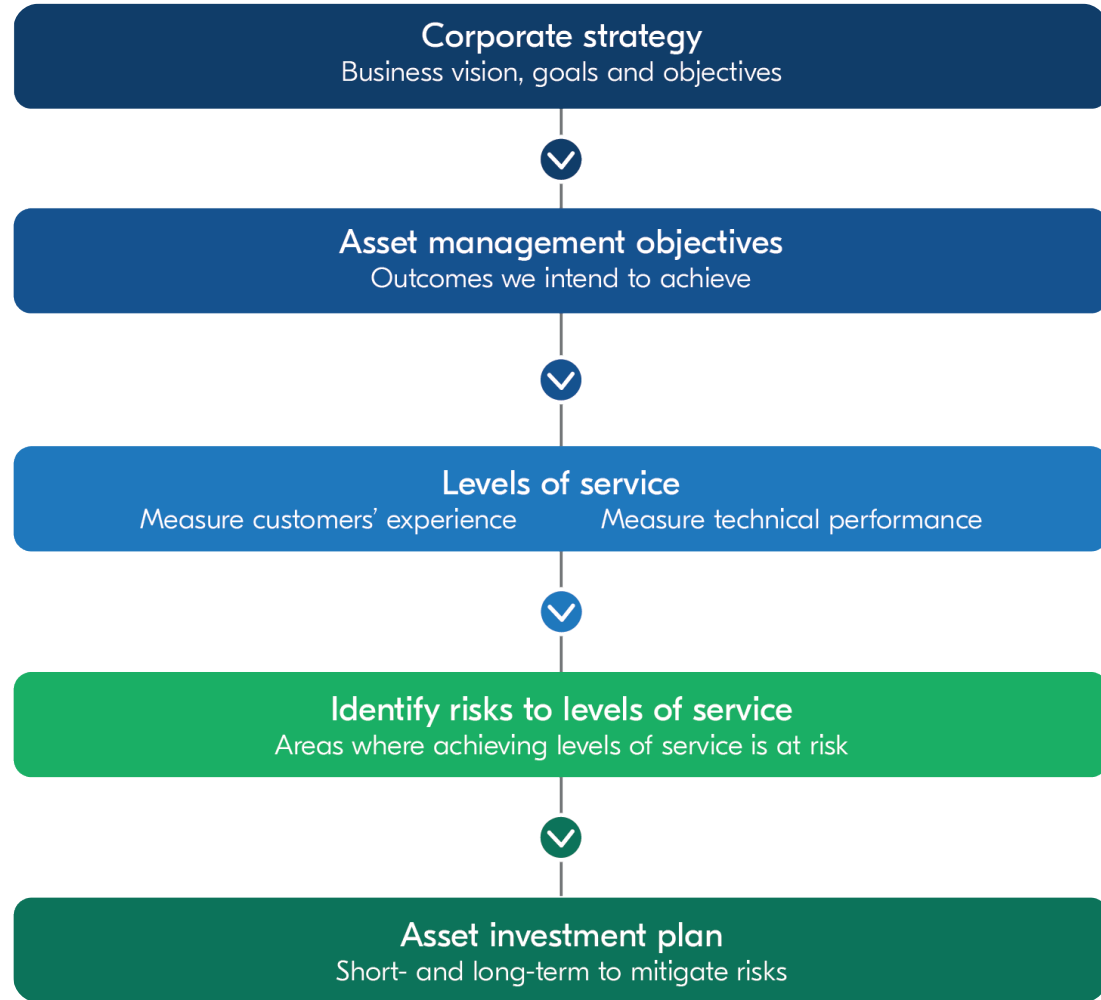 Corporate strategy
Business vision, goals and objectives
Asset management objectives
Outcomes we intend to achieve
Levels of service
Measure customers’ experience Measure technical performance
Identify risks to levels of service
Areas where achieving levels of service is at risk
Asset investment plan
Short- and long-term to mitigate risks